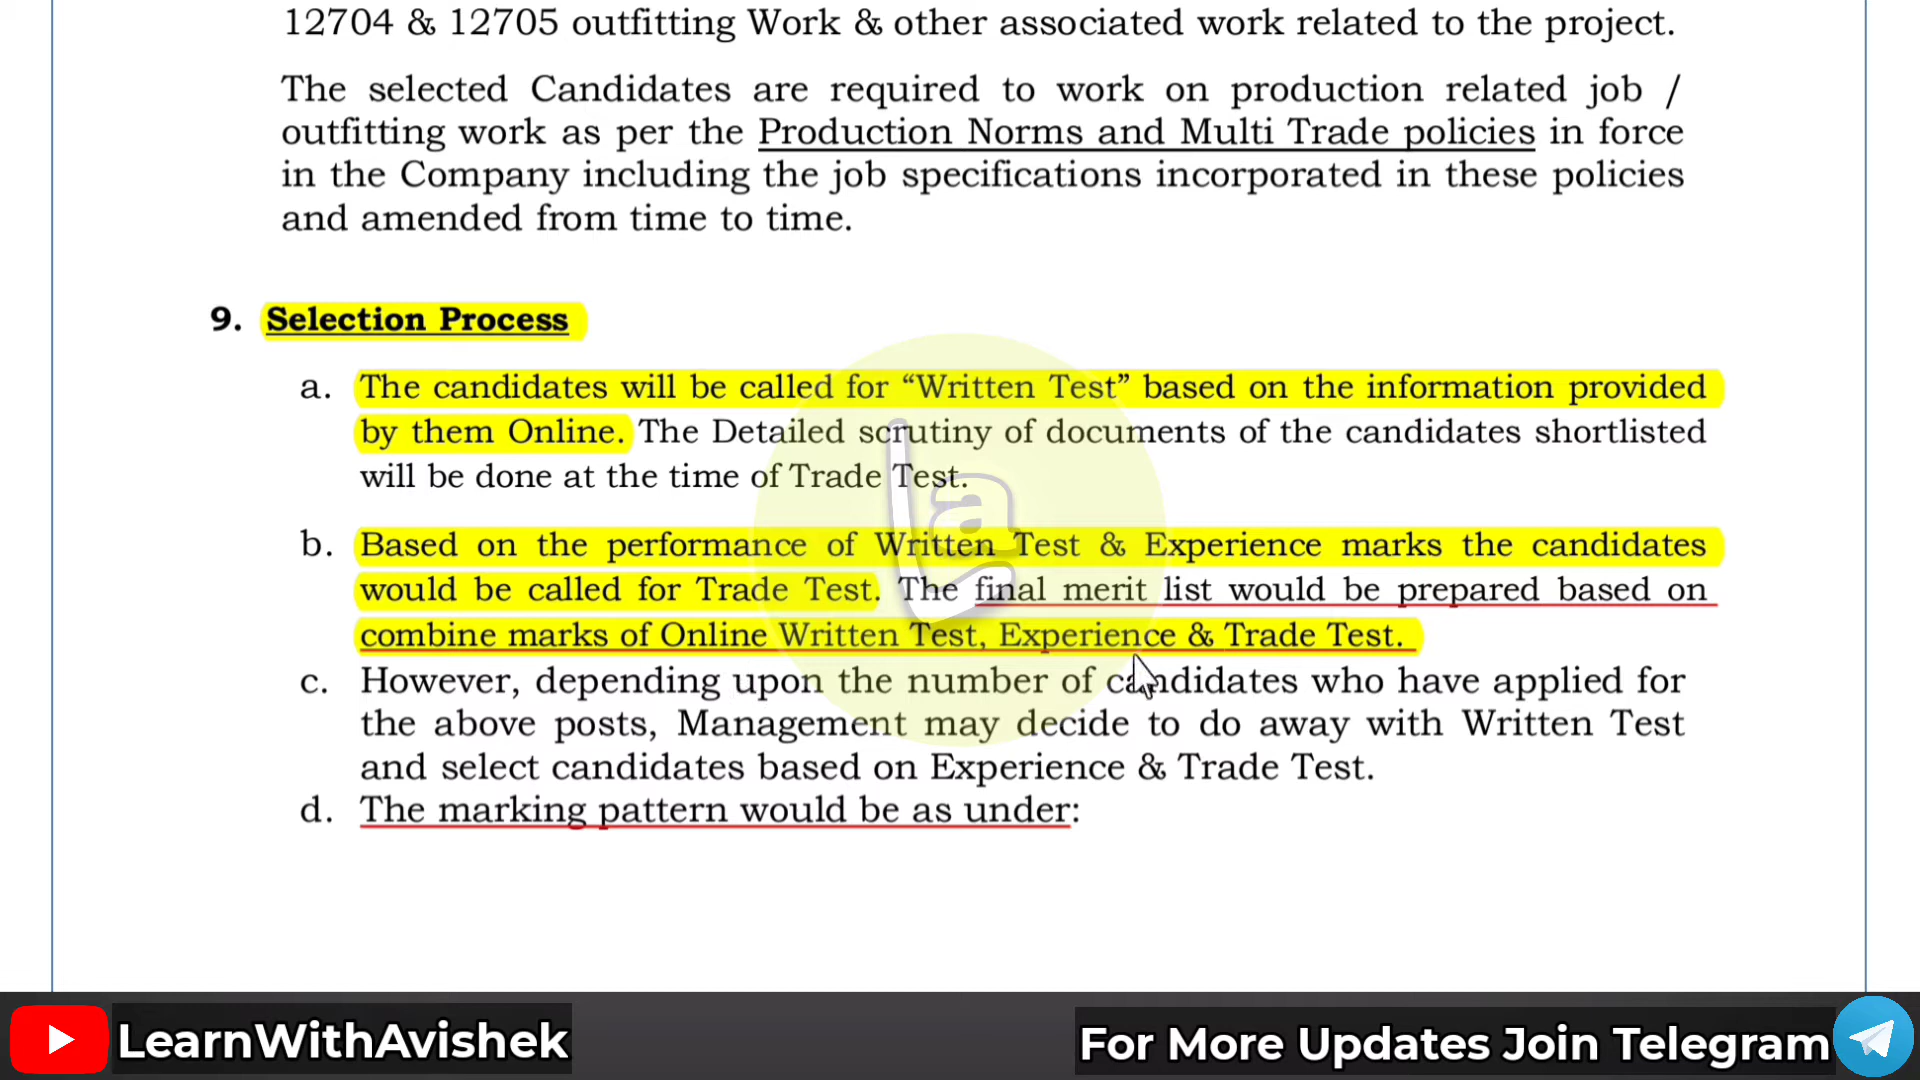 12704 & 12705 outfitting Work & other associated work related to the project.
The selected Candidates are required to work on production related job /
outfitting work as per the Production Norms and Multi Trade policies in force
in the Company including the job specifications incorporated in these policies
and amended from time to time.
9. Selection Process
a. The candidates will be called for “Written Test” based on the information provided
by them Online. The Detailed scrutiny of documents of the candidates shortlisted
will be done at the time of Trade Test.
b. Based on the performance of Written Test & Experience marks the candidates
would be called for Trade Test. The final merit list would be prepared based on
combine marks of Online Written Test, Experience & Trade Test.
c. However, depending upon the number of candidates who have applied for
the above posts, Management may decide to do away with Written Test
and select candidates based on Experience & Trade Test.
d. The marking pattern would be as under:
LearnWithAvishek
For More Updates Join Telegram